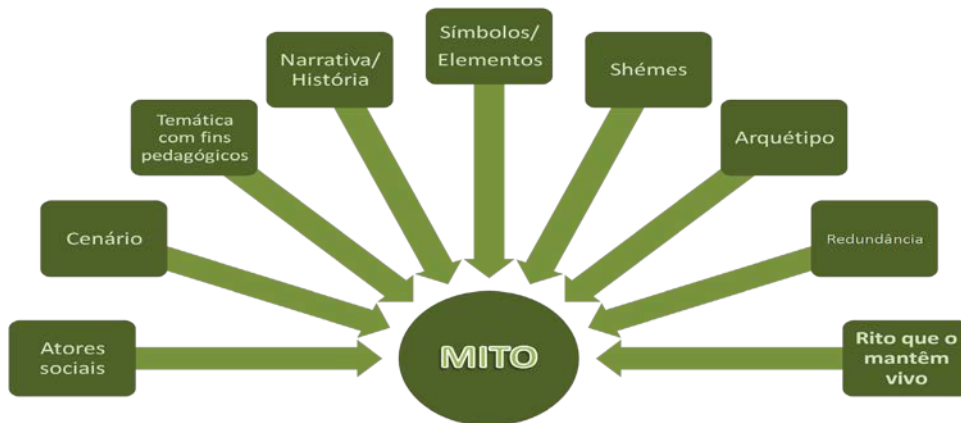 Símbolos/
Elementos
Narrativa/
História
Shémes
Temática
com fins
pedagógicos
Arquétipo
Cenário
Redundância
Atores
sociais
MITO
Rito que o
mantêm
vivo